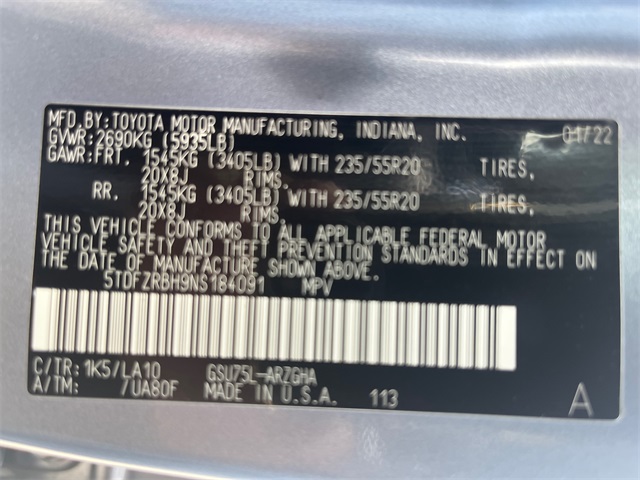 MFD.BY:TOYOTA MOTOR MANUFACTURING, INDIANA, INC. 04/22
GVWR:2690KG (5935LB)
GAWR:FRT. 1545KG (3405LB) WITH 235/55R20 TIRES,
20X8J RIMS,
RR. 1545KG (3405LB) WITH 235/55R20 TIRES,
20X8J RIMS
THIS VEHICLE CONFORMS TO ALL APPLICABLE FEDERAL MOTOR
VEHICLE SAFETY AND THEFT PREVENTION STANDARDS IN EFFECT ON
THE DATE OF MANUFACTURE SHOWN ABOVE.
5TDFZRBH9NS184091 MPV
C/TR: 1K5/LA10 GSU75L-ARZGHA
A/TM: /UA80F MADE IN U.S.A. 113 A